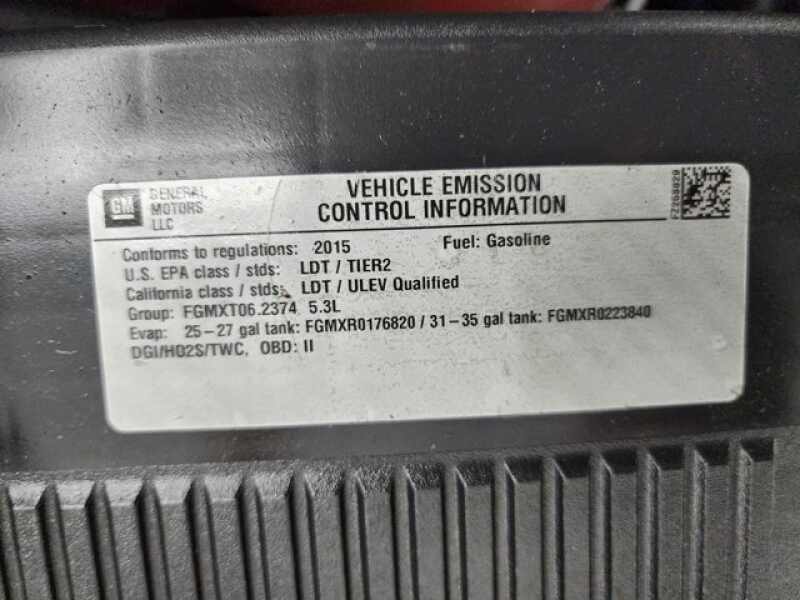 GM
GENERAL
MOTORS
LLC
VEHICLE EMISSION
CONTROL INFORMATION
Conforms to regulations: 2015 Fuel: Gasoline
U.S. EPA class / stds: LDT / TIER2
California class / stds: LDT / ULEV Qualified
Group: FGMXT06.2374 5.3L
Evap: 25-27 gal tank: FGMXR0176820 / 31-35 gal tank: FGMXR0223840
DGI/HO2S/TWC, OBD: II